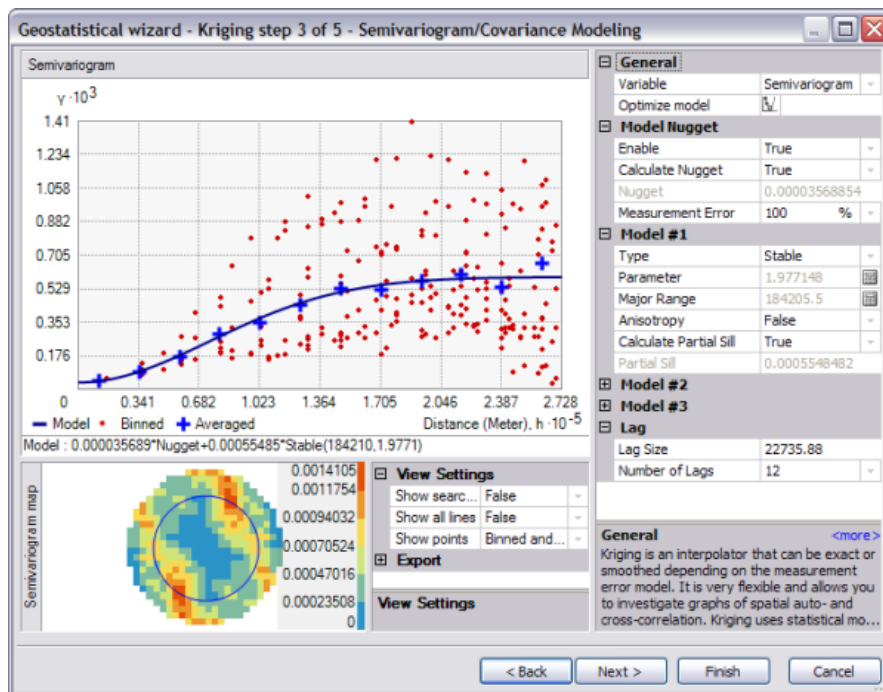 Geostatistical wizard - Kriging step 3 of 5 - Semivariogram/Covariance Modeling
Semivariogram
γ·10³
1.41
1.234
1.058
0.882
0.705
0.529
0.353
0.176
0 0.341 0.682 1.023 1.364 1.705 2.046 2.387 2.728
Model Binned Averaged Distance (Meter), h·10⁻⁵
Model : 0.000035689*Nugget+0.00055485*Stable(184210,1.9771)
Semivariogram map
0.0014105
0.0011754
0.00094032
0.00070524
0.00047016
0.00023508
0
View Settings
Show searc... False
Show all lines False
Show points Binned and...
Export
View Settings
General
Variable Semivariogram
Optimize model
Model Nugget
Enable True
Calculate Nugget True
Nugget 0.00003568854
Measurement Error 100 %
Model #1
Type Stable
Parameter 1.977148
Major Range 184205.5
Anisotropy False
Calculate Partial Sill True
Partial Sill 0.0005548482
Model #2
Model #3
Lag
Lag Size 22735.88
Number of Lags 12
General <more>
Kriging is an interpolator that can be exact or
smoothed depending on the measurement
error model. It is very flexible and allows you
to investigate graphs of spatial auto- and
cross-correlation. Kriging uses statistical mo...
< Back Next > Finish Cancel